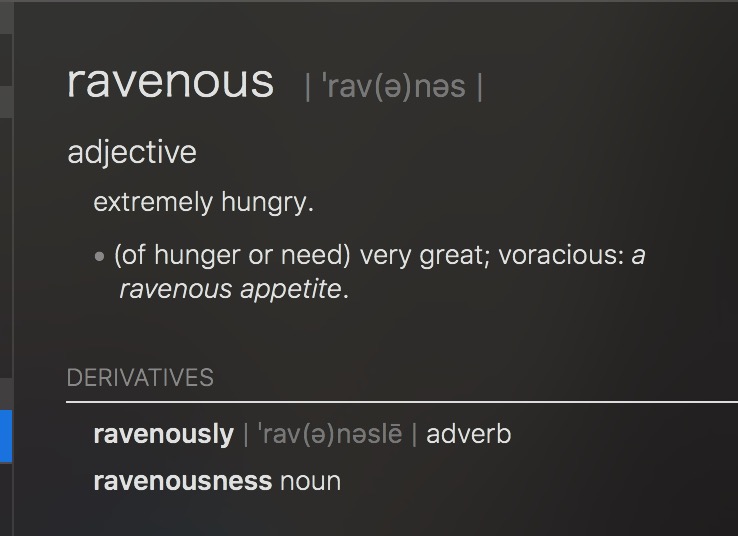 ravenous | ˈrav(ə)nəs |
adjective
extremely hungry.
• (of hunger or need) very great; voracious: a
ravenous appetite.
DERIVATIVES
ravenously | ˈrav(ə)nəslē | adverb
ravenousness noun